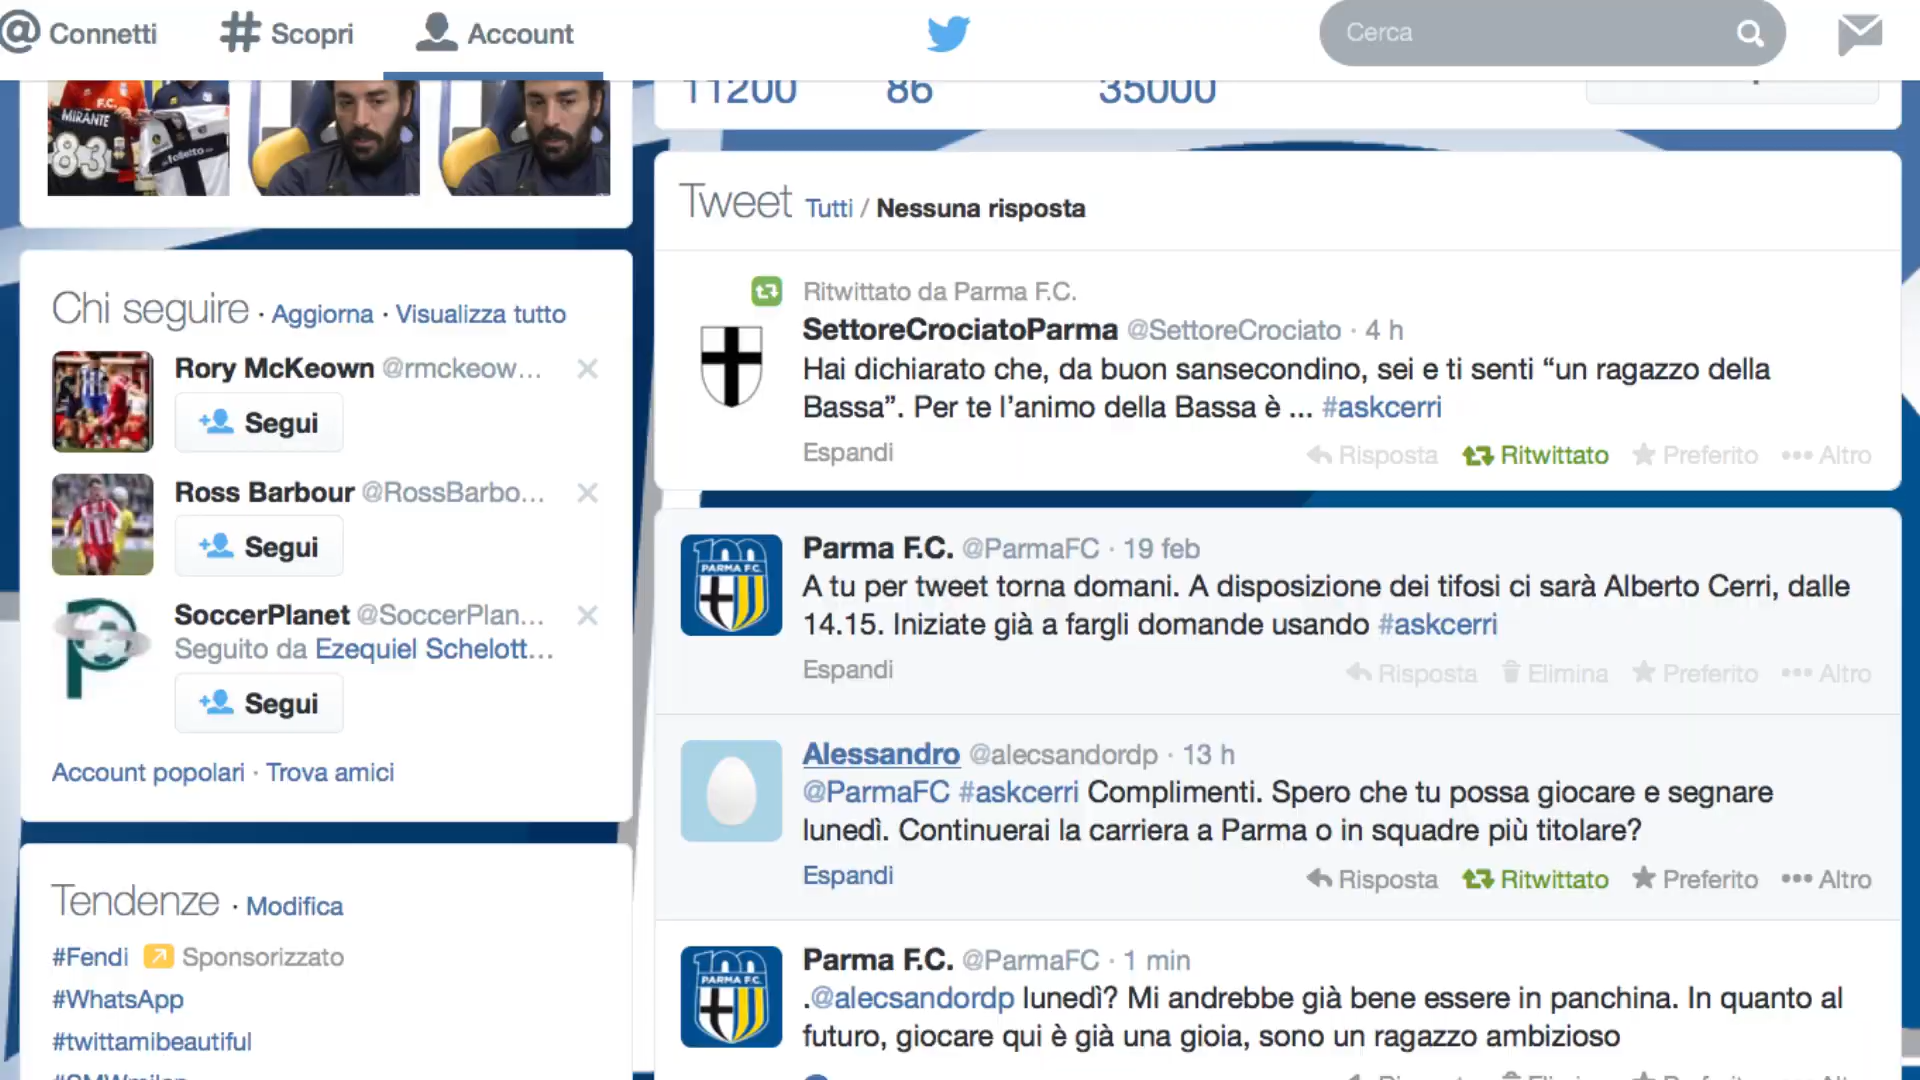 Connetti
Scopri
Account
Cerca
F.C.
MIRANTE
83
folletto
11200
86
35000
Tweet Tutti / Nessuna risposta
Chi seguire · Aggiorna · Visualizza tutto
Rory McKeown @rmckeow...
Segui
Ross Barbour @RossBarbo...
Segui
SoccerPlanet @SoccerPlan...
Seguito da Ezequiel Schelott...
Segui
Account popolari · Trova amici
Tendenze · Modifica
#Fendi Sponsorizzato
#WhatsApp
#twittamibeautiful
Ritwittato da Parma F.C.
SettoreCrociatoParma @SettoreCrociato · 4 h
Hai dichiarato che, da buon sansecondino, sei e ti senti “un ragazzo della
Bassa”. Per te l’animo della Bassa è ... #askcerri
Espandi
Risposta Ritwittato Preferito Altro
100
PARMA F.C.
Parma F.C. @ParmaFC · 19 feb
A tu per tweet torna domani. A disposizione dei tifosi ci sarà Alberto Cerri, dalle
14.15. Iniziate già a fargli domande usando #askcerri
Espandi
Risposta Elimina Preferito Altro
Alessandro @alecsandordp · 13 h
@ParmaFC #askcerri Complimenti. Spero che tu possa giocare e segnare
lunedì. Continuerai la carriera a Parma o in squadre più titolare?
Espandi
Risposta Ritwittato Preferito Altro
100
PARMA F.C.
Parma F.C. @ParmaFC · 1 min
.@alecsandordp lunedì? Mi andrebbe già bene essere in panchina. In quanto al
futuro, giocare qui è già una gioia, sono un ragazzo ambizioso